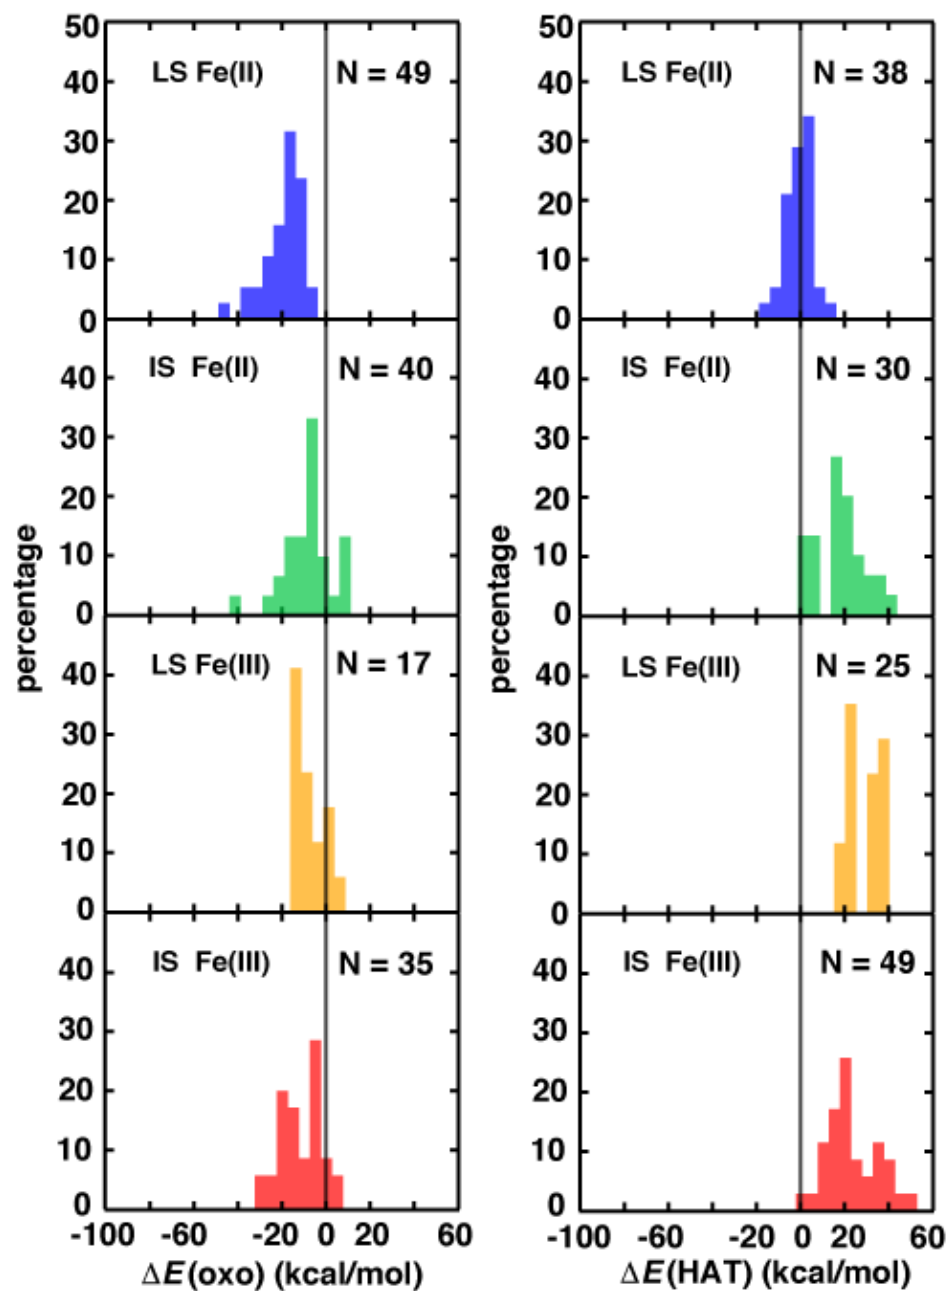 50
40
30
20
10
0
LS Fe(II)
N = 49
50
40
30
20
10
0
LS Fe(II)
N = 38
40
30
20
10
0
IS Fe(II)
N = 40
40
30
20
10
0
IS Fe(II)
N = 30
percentage
percentage
40
30
20
10
0
LS Fe(III)
N = 17
40
30
20
10
0
LS Fe(III)
N = 25
40
30
20
10
0
IS Fe(III)
N = 35
40
30
20
10
0
IS Fe(III)
N = 49
-100 -60 -20 0 20 60
-100 -60 -20 0 20 60
ΔE(oxo) (kcal/mol)
ΔE(HAT) (kcal/mol)